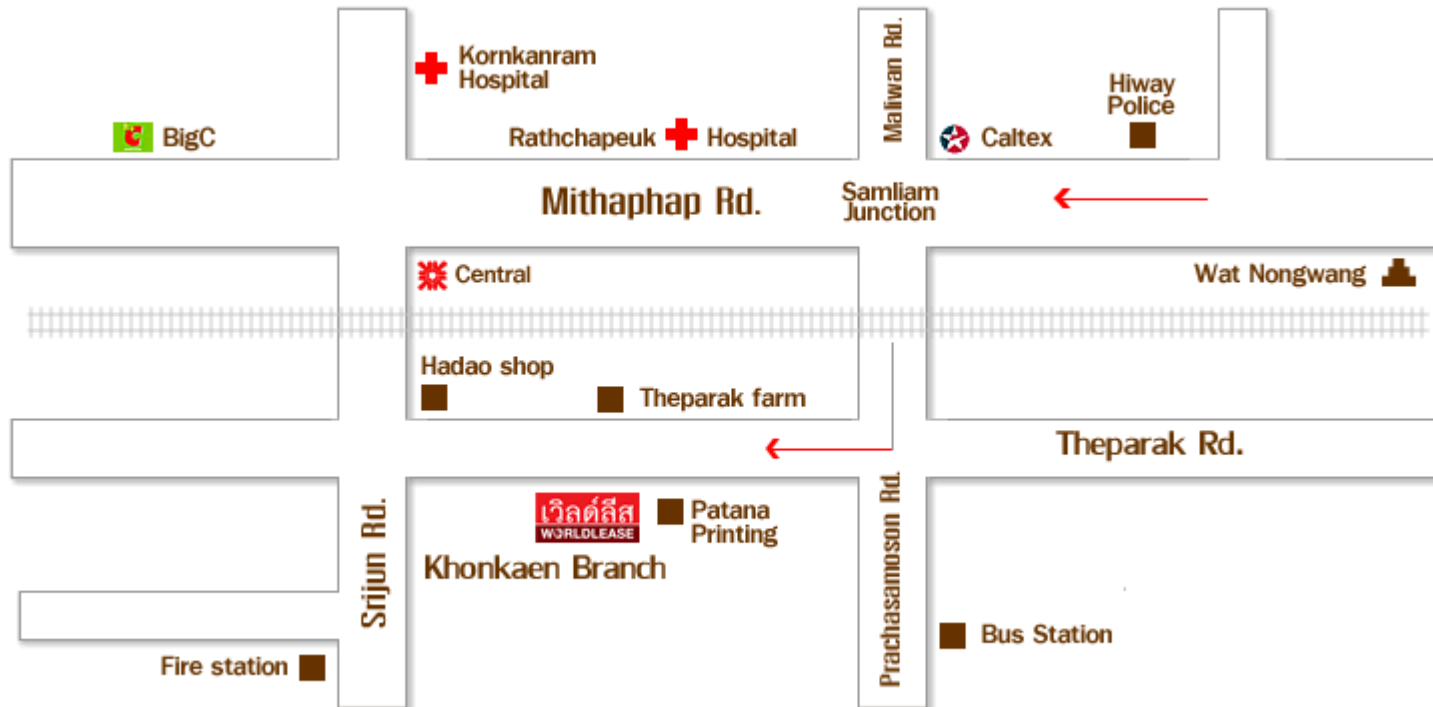 Kornkanram
Hospital
Maliwan Rd.
Hiway
Police
BigC
Rathchapeuk
Hospital
Caltex
Mithaphap Rd.
Samliam
Junction
Central
Wat Nongwang
Hadao shop
Theparak farm
Theparak Rd.
เวิลด์ลีส
WORLDLEASE
Patana
Printing
Khonkaen Branch
Srijun Rd.
Prachasamoson Rd.
Bus Station
Fire station